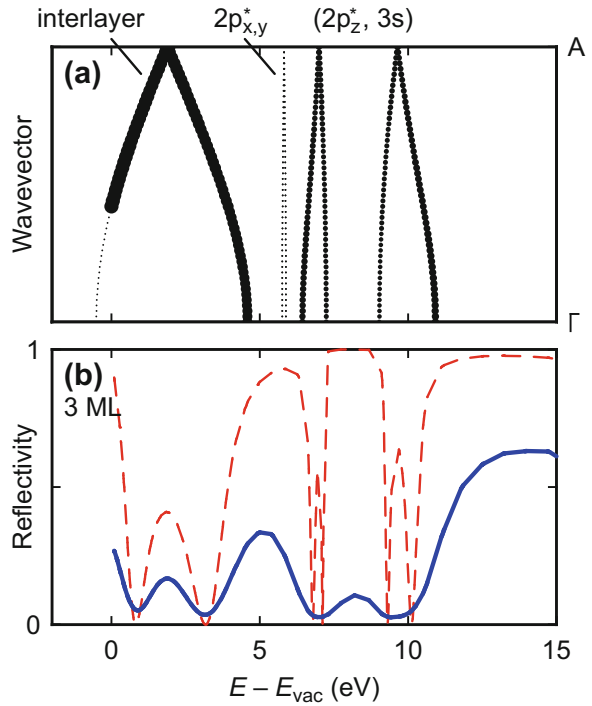 interlayer 2p*x,y (2p*z, 3s)
(a) A
Wavevector
Γ
1 (b)
3 ML
Reflectivity
0
0 5 10 15
E – Evac (eV)